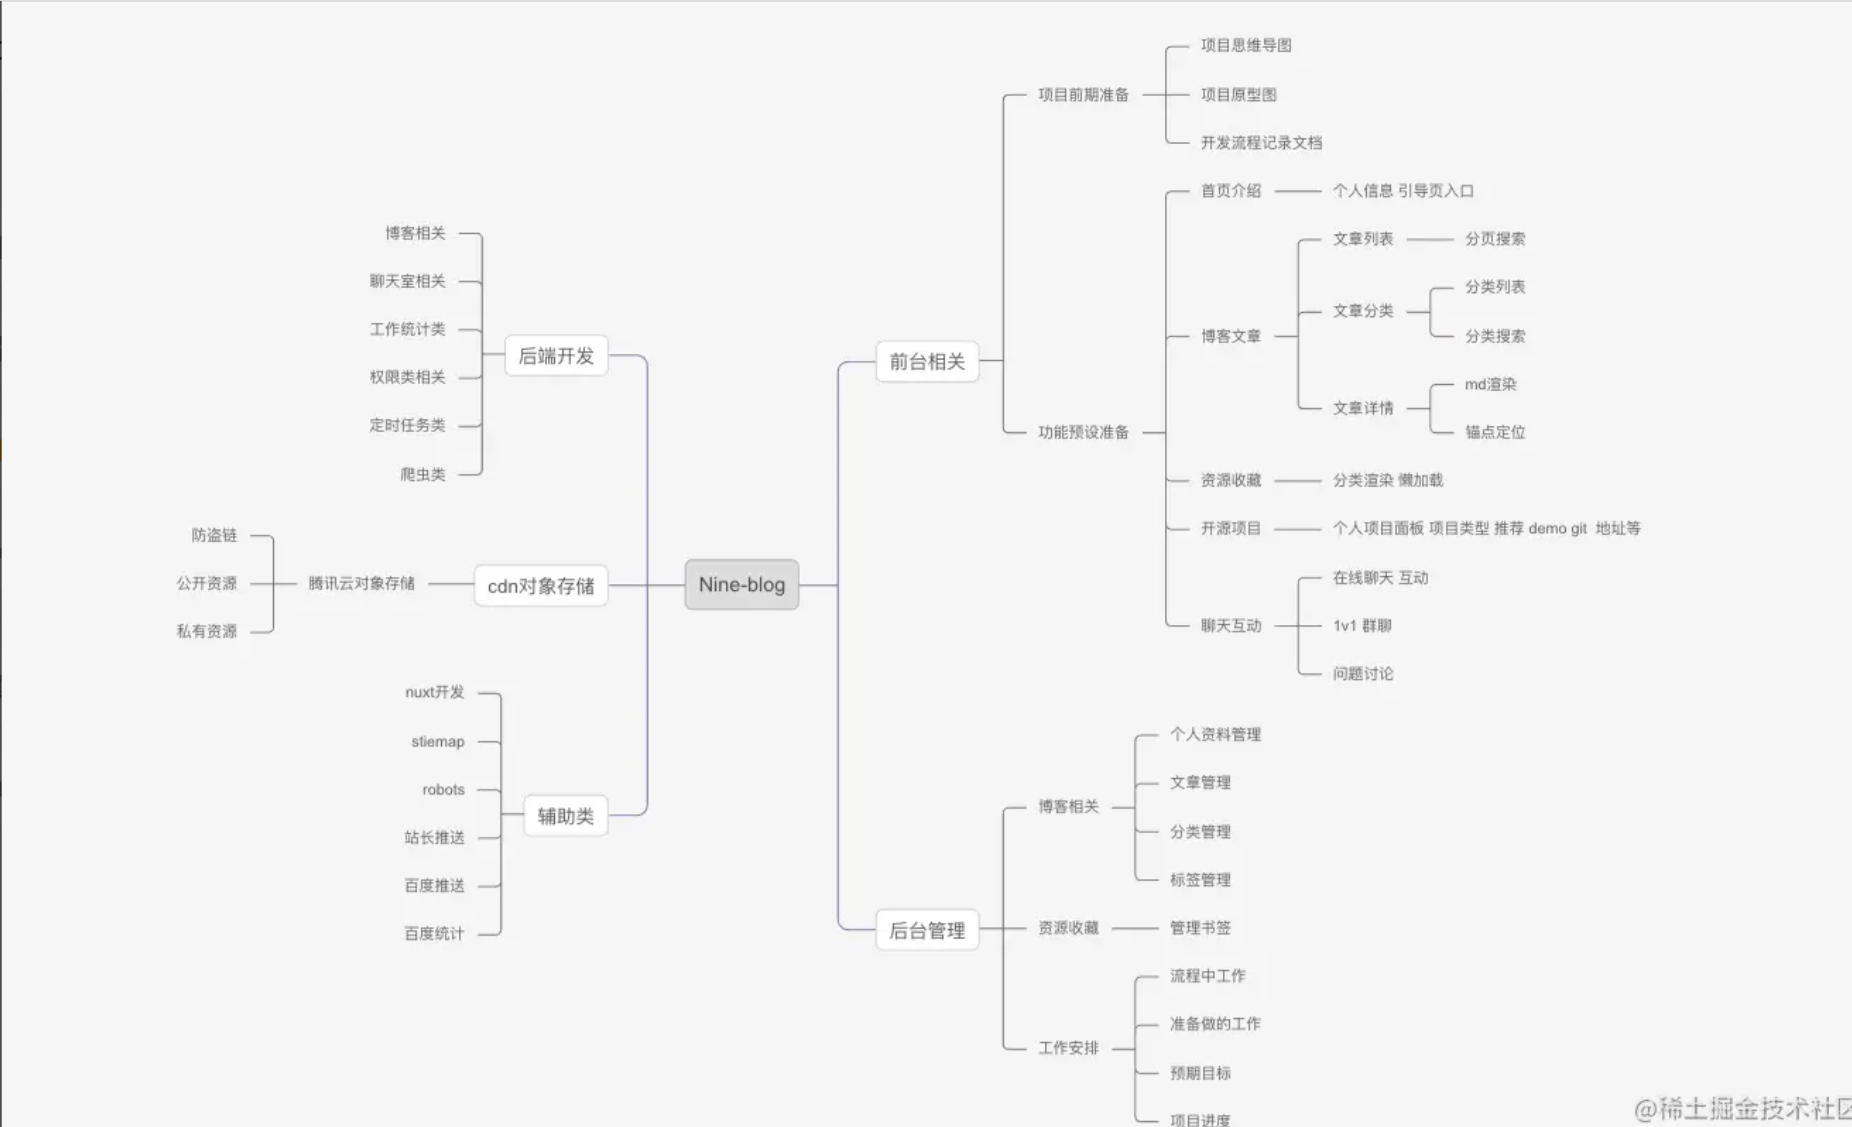 Nine-blog
前台相关
项目前期准备
项目思维导图
项目原型图
开发流程记录文档
功能预设准备
首页介绍
个人信息 引导页入口
博客文章
文章列表
分页搜索
文章分类
分类列表
分类搜索
文章详情
md渲染
锚点定位
资源收藏
分类渲染 懒加载
开源项目
个人项目面板 项目类型 推荐 demo git 地址等
聊天互动
在线聊天 互动
1v1 群聊
问题讨论
后台管理
博客相关
个人资料管理
文章管理
分类管理
标签管理
资源收藏
管理书签
工作安排
流程中工作
准备做的工作
预期目标
项目进度
后端开发
博客相关
聊天室相关
工作统计类
权限类相关
定时任务类
爬虫类
cdn对象存储
腾讯云对象存储
防盗链
公开资源
私有资源
辅助类
nuxt开发
stiemap
robots
站长推送
百度推送
百度统计
@稀土掘金技术社区